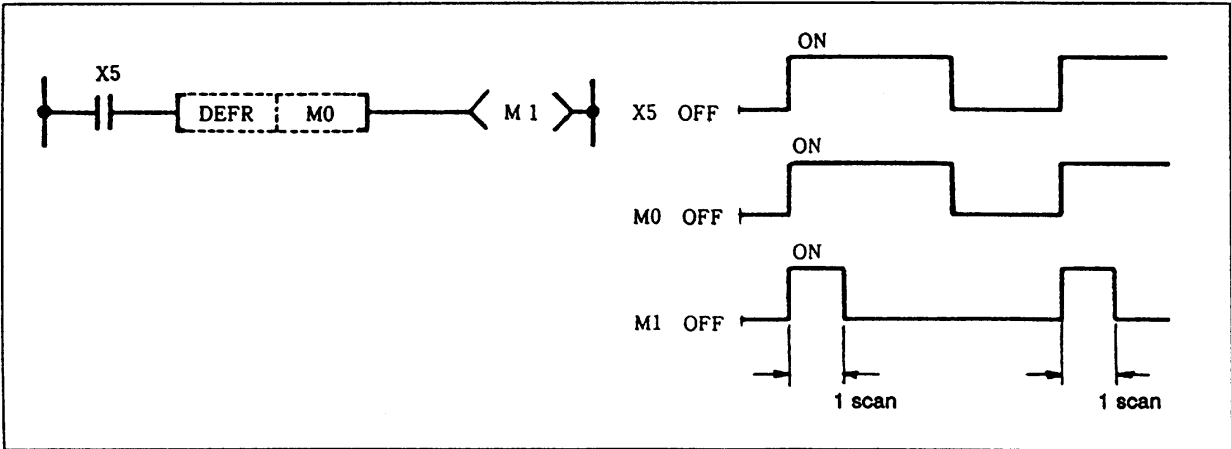 X5
DEFR M0
M 1
ON
X5 OFF
ON
M0 OFF
ON
M1 OFF
1 scan
1 scan